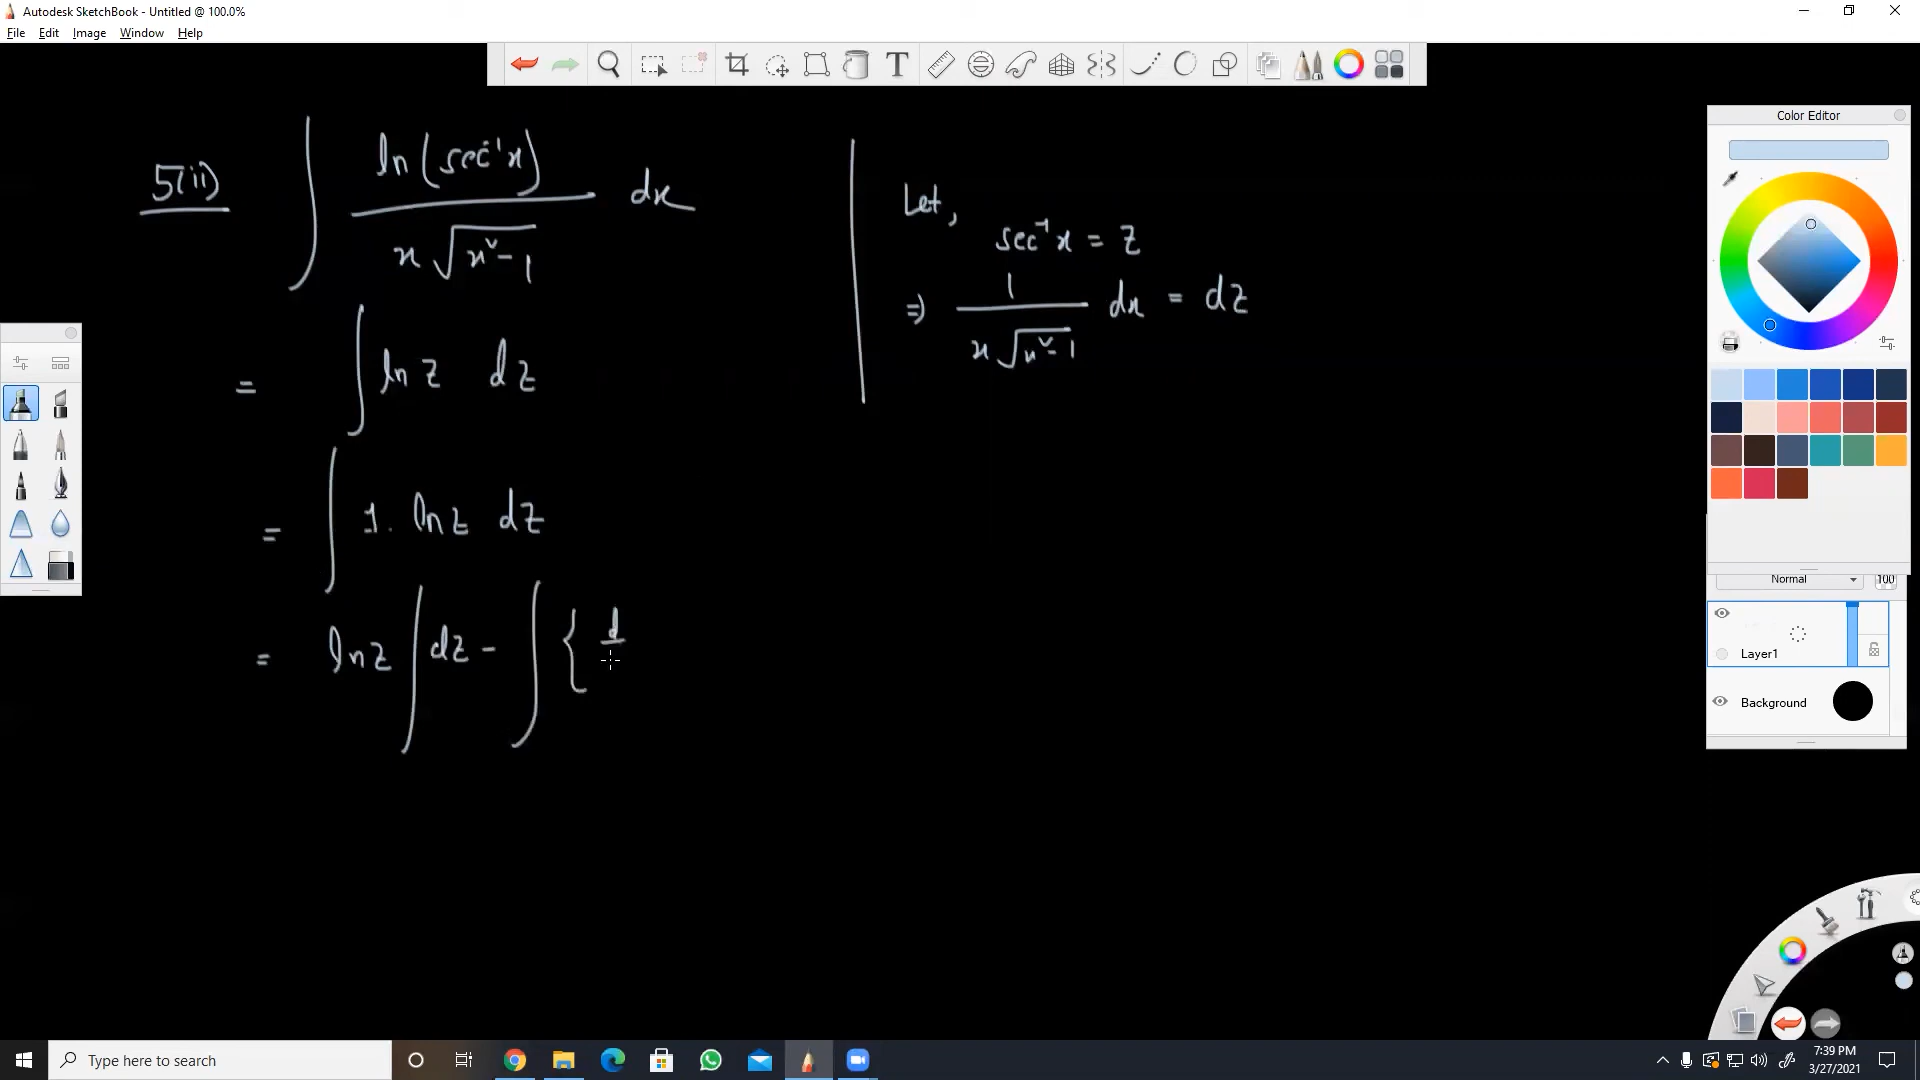 Autodesk SketchBook - Untitled @ 100.0%
File Edit Image Window Help
5(ii) ∫ ln(sec⁻¹x) / x√(x²-1) dx
= ∫ ln z dz
= ∫ 1. ln z dz
= ln z ∫ dz - ∫ { d
Let,
sec⁻¹x = z
⇒ 1 / x√(x²-1) dx = dz
Color Editor
Normal 100
Layer1
Background
Type here to search
7:39 PM
3/27/2021